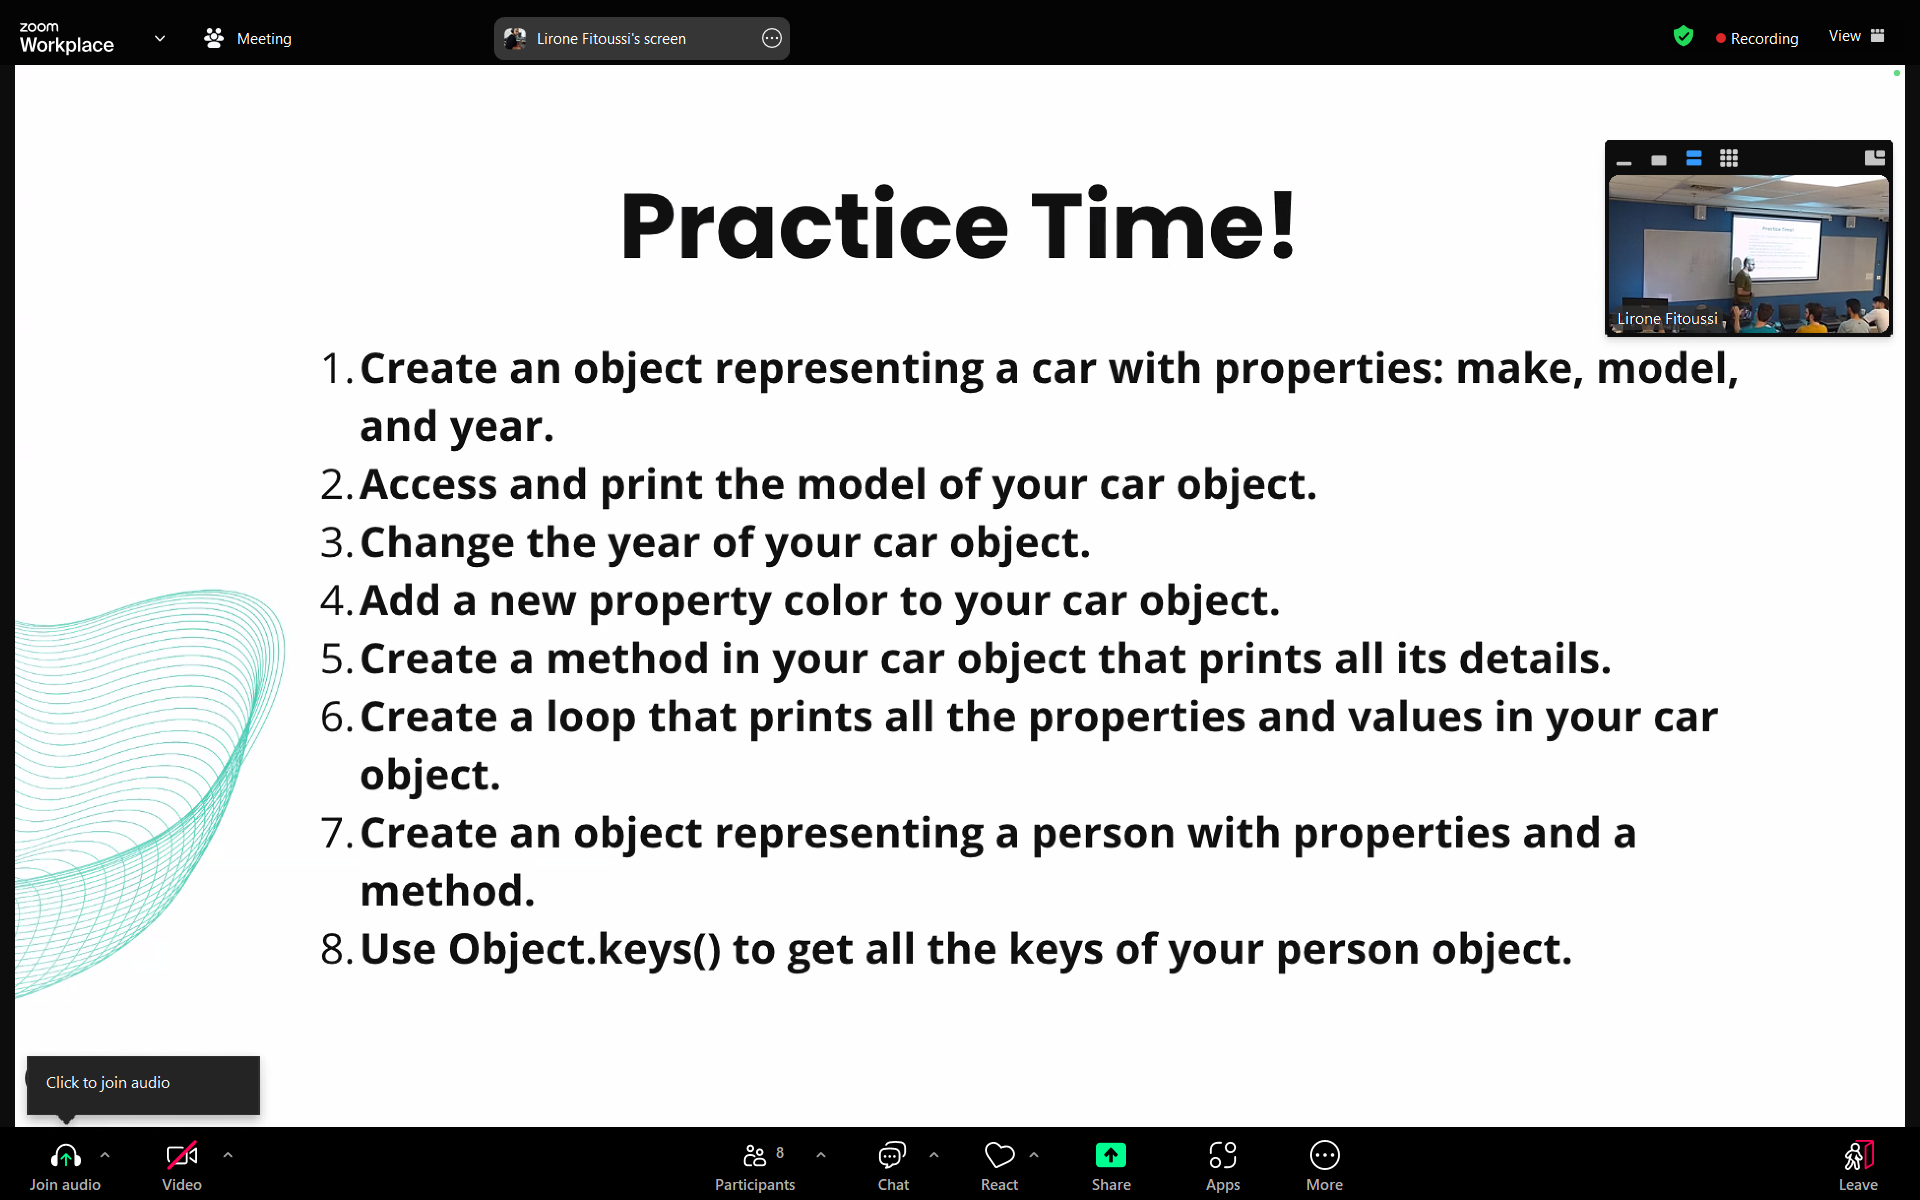 zoom
Workplace
Meeting
Lirone Fitoussi's screen
Recording
View
Practice Time!
Practice Time!
Lirone Fitoussi
1. Create an object representing a car with properties: make, model,
and year.
2. Access and print the model of your car object.
3. Change the year of your car object.
4. Add a new property color to your car object.
5. Create a method in your car object that prints all its details.
6. Create a loop that prints all the properties and values in your car
object.
7. Create an object representing a person with properties and a
method.
8. Use Object.keys() to get all the keys of your person object.
Click to join audio
Join audio
Video
8
Participants
Chat
React
Share
Apps
More
Leave